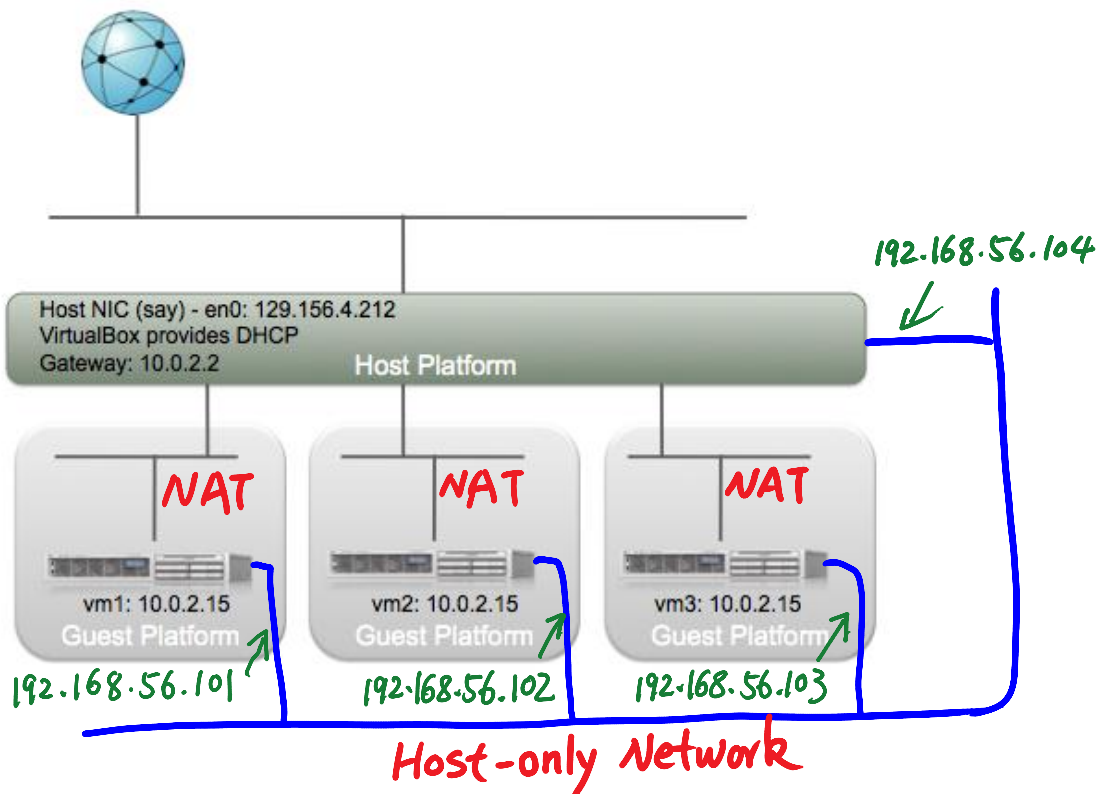 192.168.56.104
Host NIC (say) - en0: 129.156.4.212
VirtualBox provides DHCP
Gateway: 10.0.2.2
Host Platform
NAT
NAT
NAT
vm1: 10.0.2.15
Guest Platform
vm2: 10.0.2.15
Guest Platform
vm3: 10.0.2.15
Guest Platform
192.168.56.101
192.168.56.102
192.168.56.103
Host-only Network